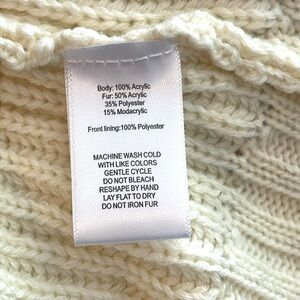 Body: 100% Acrylic
Fur: 50% Acrylic
35% Polyester
15% Modacrylic
Front lining:100% Polyester
MACHINE WASH COLD
WITH LIKE COLORS
GENTLE CYCLE
DO NOT BLEACH
RESHAPE BY HAND
LAY FLAT TO DRY
DO NOT IRON FUR